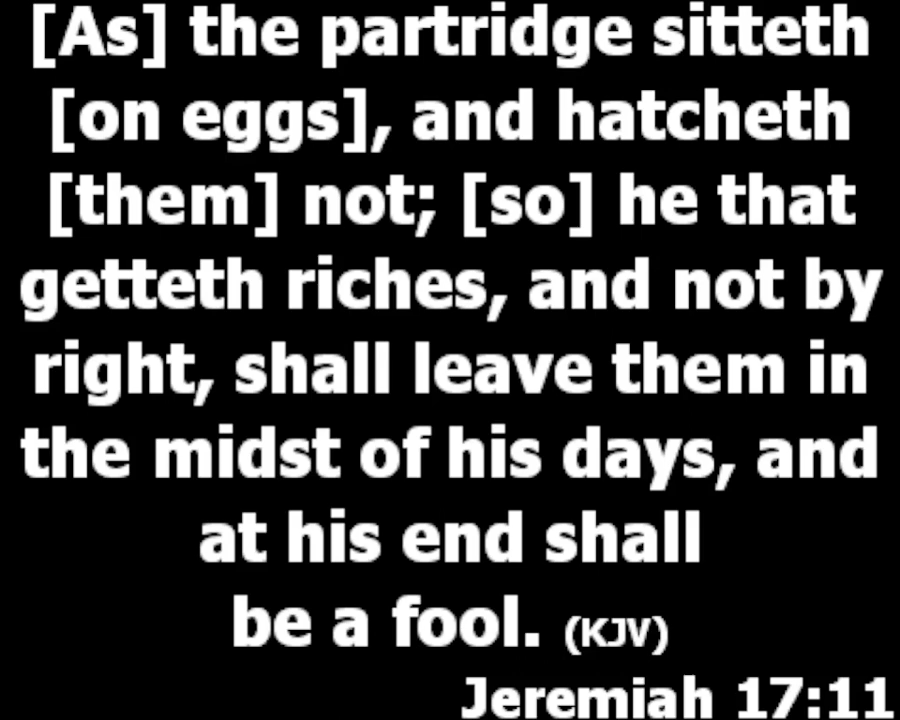 [As] the partridge sitteth
[on eggs], and hatcheth
[them] not; [so] he that
getteth riches, and not by
right, shall leave them in
the midst of his days, and
at his end shall
be a fool. (KJV)
Jeremiah 17:11